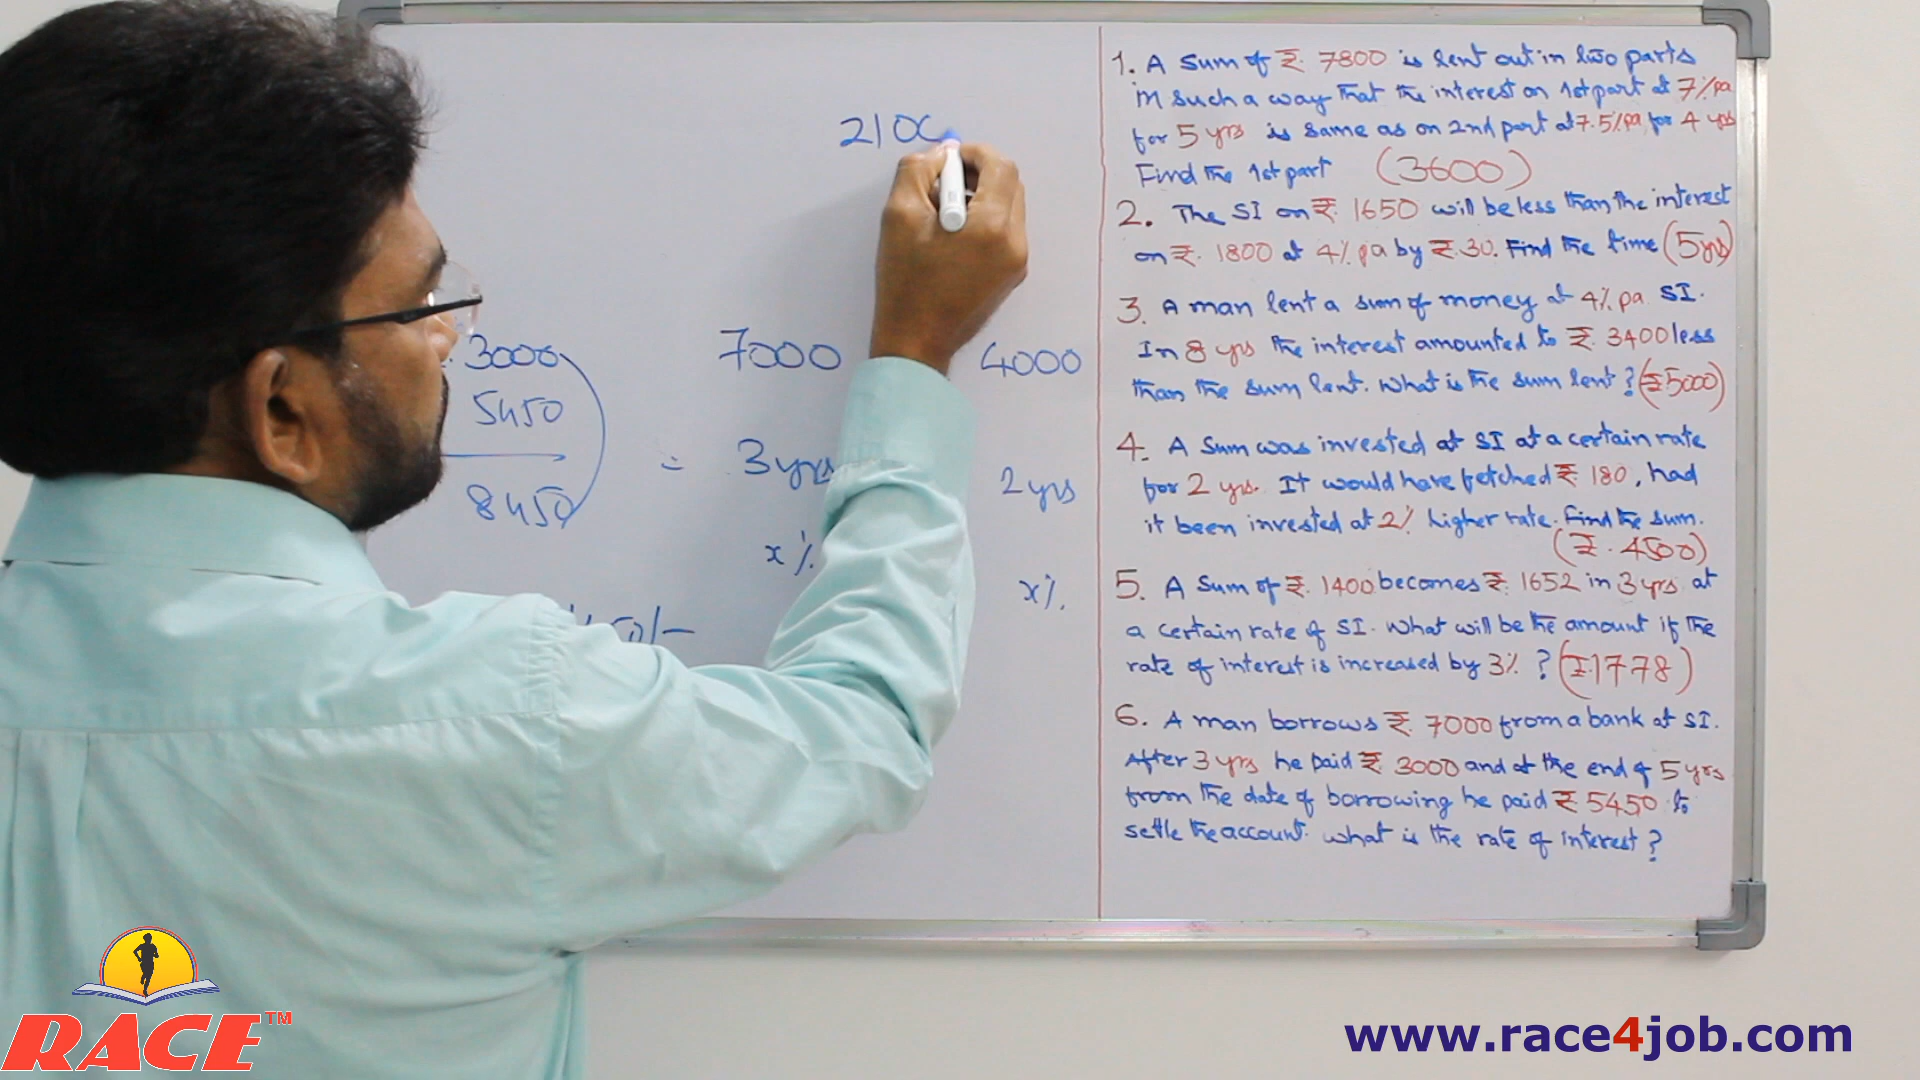 210
3000
5450
8450
7000
4000
= 3 yrs
2 yrs
x%
x%
1. A Sum of ₹. 7800 is lent out in two parts
in such a way that the interest on 1st part at 7% pa
for 5 yrs is same as on 2nd part at 7.5% pa for 4 yrs
Find the 1st part (3600)
2. The SI on ₹. 1650 will be less than the interest
on ₹. 1800 at 4% pa by ₹. 30. Find the time (5yrs)
3. A man lent a sum of money at 4% pa SI.
In 8 yrs the interest amounted to ₹. 3400 less
than the sum lent. What is the sum lent? (₹5000)
4. A Sum was invested at SI at a certain rate
for 2 yrs. It would have fetched ₹. 180, had
it been invested at 2% higher rate. Find the sum.
(₹. 4500)
5. A Sum of ₹. 1400 becomes ₹. 1652 in 3 yrs at
a certain rate of SI. What will be the amount if the
rate of interest is increased by 3% ? (₹.1778)
6. A man borrows ₹. 7000 from a bank at SI.
After 3 yrs he paid ₹. 3000 and at the end of 5 yrs
from the date of borrowing he paid ₹ 5450 to
settle the account. What is the rate of interest?
RACE™
www.race4job.com